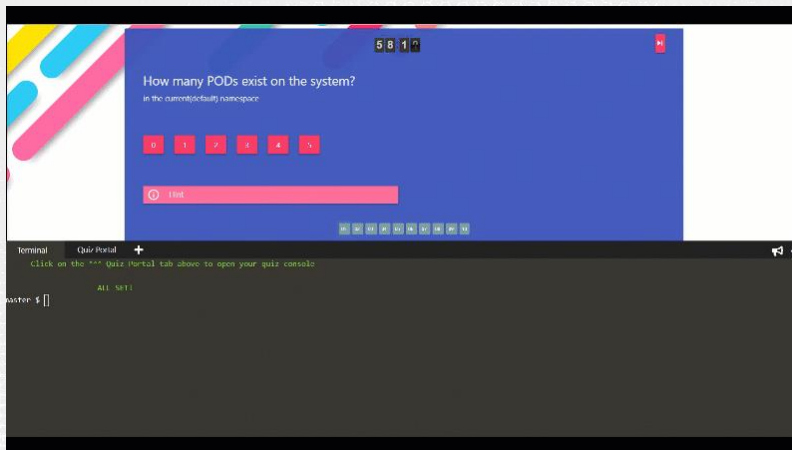 58 1
How many PODs exist on the system?
in the current(default) namespace
0 1 2 3 4 5
Hint
Terminal Quiz Portal +
Click on the "" Quiz Portal tab above to open your quiz console
ALL SET!
master $